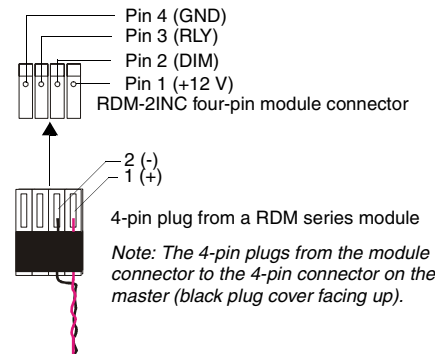 Pin 4 (GND)
Pin 3 (RLY)
Pin 2 (DIM)
Pin 1 (+12 V)
RDM-2INC four-pin module connector
2 (-)
1 (+)
4-pin plug from a RDM series module
Note: The 4-pin plugs from the module
connector to the 4-pin connector on the
master (black plug cover facing up).